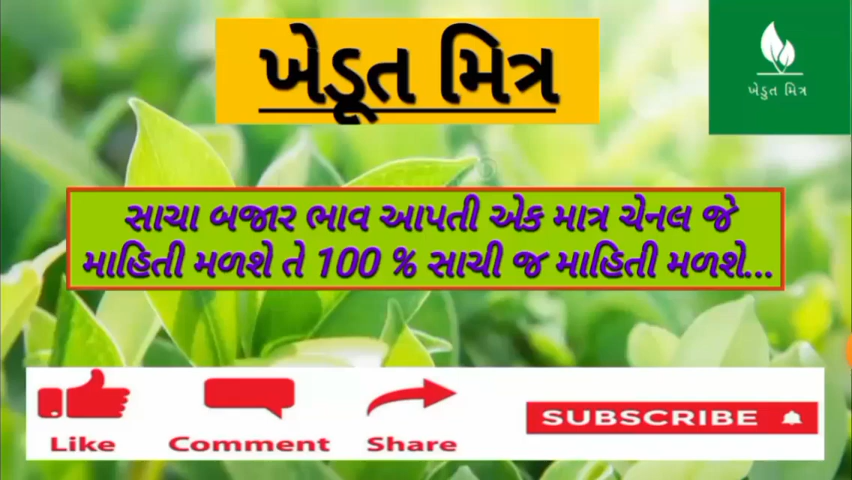 ખેડૂત મિત્ર
ખેડુત મિત્ર
સાચા બજાર ભાવ આપતી એક માત્ર ચેનલ જે
માહિતી મળશે તે 100 % સાચી જ માહિતી મળશે...
Like Comment Share SUBSCRIBE